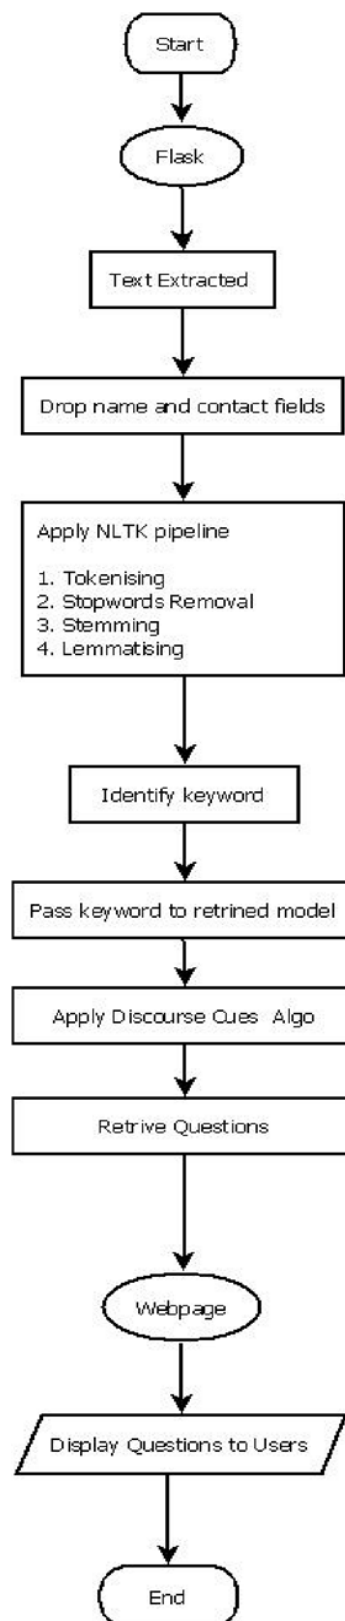 Start
Flask
Text Extracted
Drop name and contact fields
Apply NLTK pipeline
1. Tokenising
2. Stopwords Removal
3. Stemming
4. Lemmatising
Identify keyword
Pass keyword to retrined model
Apply Discourse Cues Algo
Retrive Questions
Webpage
Display Questions to Users
End